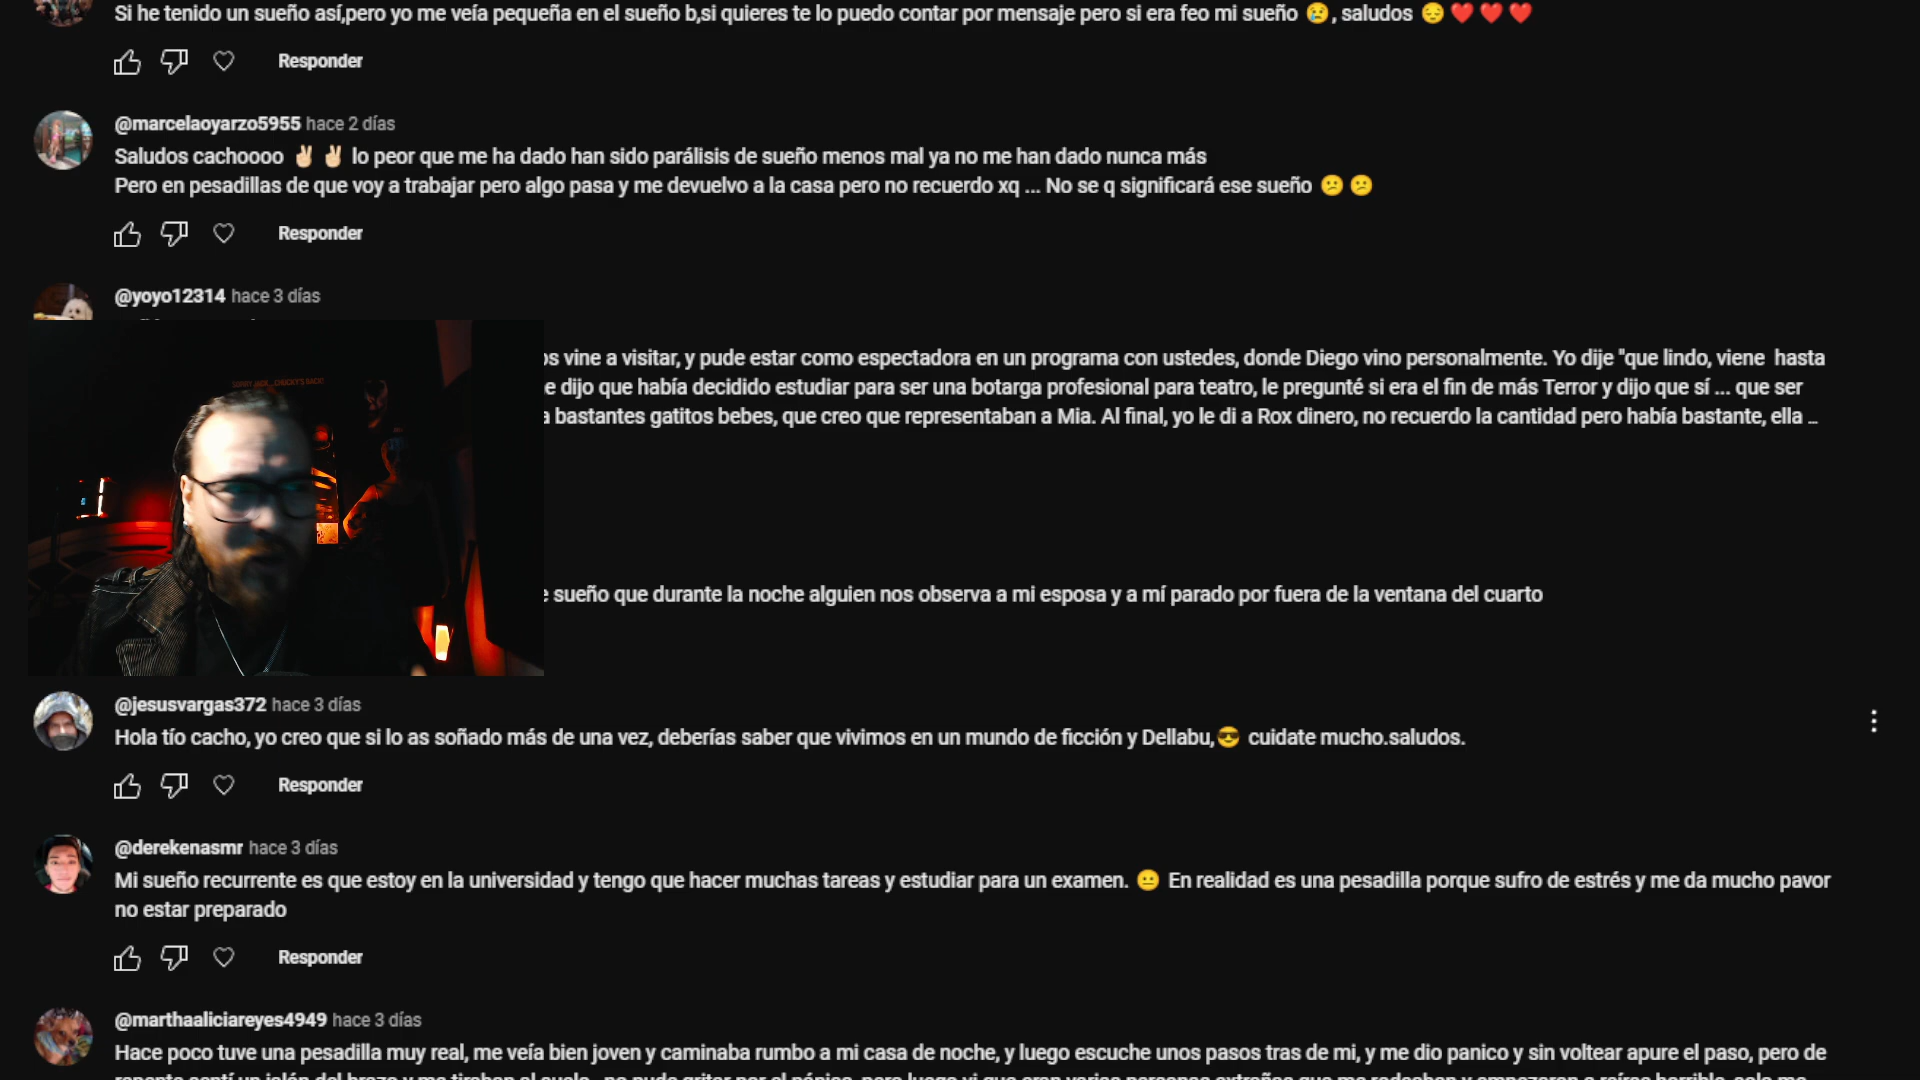 Si he tenido un sueño así,pero yo me veía pequeña en el sueño b,si quieres te lo puedo contar por mensaje pero si era feo mi sueño 😢, saludos 😔❤️❤️❤️
Responder
@marcelaoyarzo5955 hace 2 días
Saludos cachoooo ✌🏻✌🏻 lo peor que me ha dado han sido parálisis de sueño menos mal ya no me han dado nunca más
Pero en pesadillas de que voy a trabajar pero algo pasa y me devuelvo a la casa pero no recuerdo xq ... No se q significará ese sueño 😕😕
Responder
@yoyo12314 hace 3 días
vine a visitar, y pude estar como espectadora en un programa con ustedes, donde Diego vino personalmente. Yo dije "que lindo, viene hasta
dijo que había decidido estudiar para ser una botarga profesional para teatro, le pregunté si era el fin de más Terror y dijo que sí ... que ser
bastantes gatitos bebes, que creo que representaban a Mia. Al final, yo le di a Rox dinero, no recuerdo la cantidad pero había bastante, ella ...
sueño que durante la noche alguien nos observa a mi esposa y a mí parado por fuera de la ventana del cuarto
@jesusvargas372 hace 3 días
Hola tío cacho, yo creo que si lo as soñado más de una vez, deberías saber que vivimos en un mundo de ficción y Dellabu,😎 cuidate mucho.saludos.
Responder
@derekenasmr hace 3 días
Mi sueño recurrente es que estoy en la universidad y tengo que hacer muchas tareas y estudiar para un examen. 😐 En realidad es una pesadilla porque sufro de estrés y me da mucho pavor
no estar preparado
Responder
@marthaaliciareyes4949 hace 3 días
Hace poco tuve una pesadilla muy real, me veía bien joven y caminaba rumbo a mi casa de noche, y luego escuche unos pasos tras de mi, y me dio panico y sin voltear apure el paso, pero de